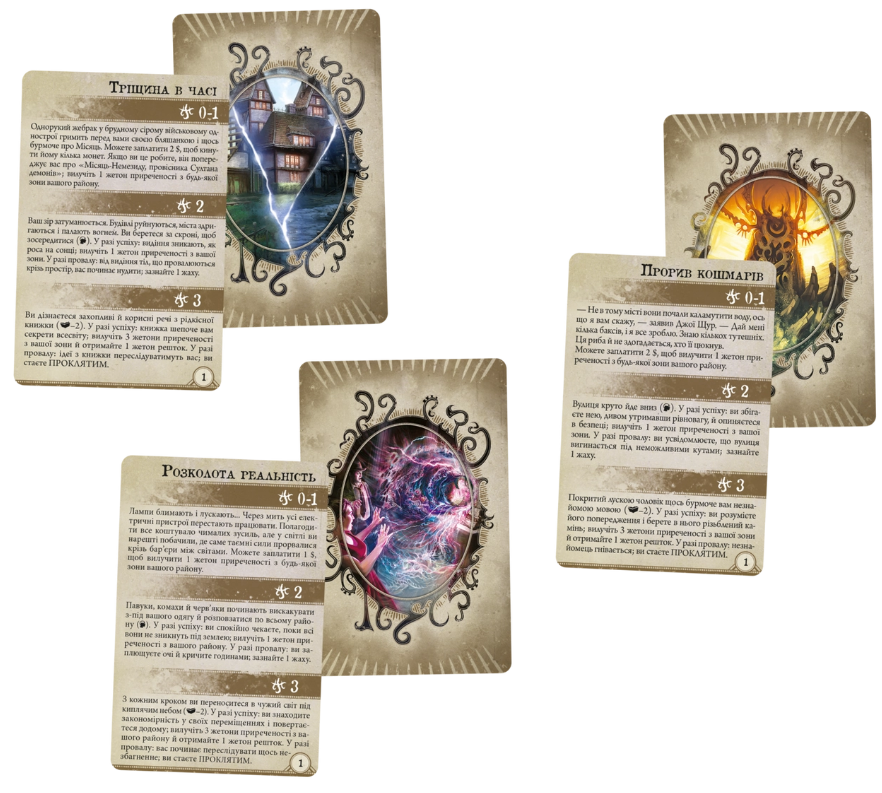 Тріщина в часі
0-1
Однорукий жебрак у брудному сірому військовому од-
нострої гримить перед вами своєю бляшанкою і щось
бурмоче про Місяць. Можете заплатити 2 $, щоб кину-
ти йому кілька монет. Якщо ви це робите, він попере-
джує вас про «Місяць-Немезиду, провісника Султана
демонів»; вилучіть 1 жетон приреченості з будь-якої
зони вашого району.
2
Ваш зір затуманюється. Будівлі руйнуються, міста здри-
гаються і палають вогнем. Ви беретеся за скроні, щоб
зосередитися ( ). У разі успіху: видіння зникають, як
роса на сонці; вилучіть 1 жетон приреченості з вашої
зони. У разі провалу: від видіння тіл, що провалюються
крізь простір, вас починає нудити; зазнайте 1 жаху.
3
Ви дізнаєтеся захопливі й корисні речі з рідкісної
книжки ( –2). У разі успіху: книжка шепоче вам
секрети всесвіту; вилучіть 3 жетони приреченості
з вашої зони й отримайте 1 жетон решток. У разі
провалу: ідеї з книжки переслідуватимуть вас; ви
стаєте ПРОКЛЯТИМ.
1
Прорив кошмарів
0-1
— Не в тому місті вони почали каламутити воду, ось
що я вам скажу, — заявив Джої Щур. — Дай мені
кілька баксів, і я все зроблю. Знаю кількох тутешніх.
Ця риба й не здогадається, хто її цюкнув.
Можете заплатити 2 $, щоб вилучити 1 жетон при-
реченості з будь-якої зони вашого району.
2
Вулиця круто йде вниз ( ). У разі успіху: ви збіга-
єте нею, дивом утримавши рівновагу, й опиняєтеся
в безпеці; вилучіть 1 жетон приреченості з вашої
зони. У разі провалу: ви усвідомлюєте, що вулиця
вигинається під неможливими кутами; зазнайте
1 жаху.
3
Покритий лускою чоловік щось бурмоче вам незна-
йомою мовою ( –2). У разі успіху: ви розумієте
його попередження і берете в нього різьблений ка-
мінь; вилучіть 3 жетони приреченості з вашої зони
й отримайте 1 жетон решток. У разі провалу: незна-
йомець гнівається; ви стаєте ПРОКЛЯТИМ.
1
Розколота реальність
0-1
Лампи блимають і пускають... Через мить усі елек-
тричні пристрої перестають працювати. Полагоди-
ти все коштувало чималих зусиль, але у світлі ви
нарешті побачили, де саме таємні сили прорвалися
крізь бар’єри між світами. Можете заплатити 1 $,
щоб вилучити 1 жетон приреченості з будь-якої
зони вашого району.
2
Павуки, комахи й черв’яки починають вискакувати
з-під вашого одягу й розповзатися по всьому райо-
ну ( ). У разі успіху: ви спокійно чекаєте, поки всі
вони не зникнуть під землею; вилучіть 1 жетон при-
реченості з вашого району. У разі провалу: ви за-
плющуєте очі й кричите годинами; зазнайте 1 жаху.
3
З кожним кроком ви переноситеся в чужий світ під
киплячим небом ( –2). У разі успіху: ви знаходите
закономірність у своїх переміщеннях і повертає-
теся додому; вилучіть 3 жетони приреченості з ва-
шого району й отримайте 1 жетон решток. У разі
провалу: вас починає переслідувати щось не-
збагненне; ви стаєте ПРОКЛЯТИМ.
1